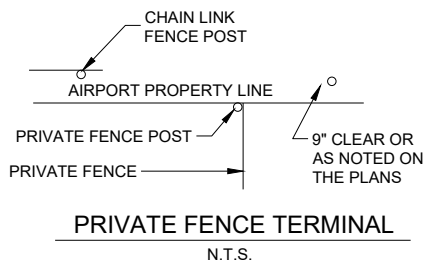 CHAIN LINK
FENCE POST
AIRPORT PROPERTY LINE
PRIVATE FENCE POST
9" CLEAR OR
AS NOTED ON
THE PLANS
PRIVATE FENCE
PRIVATE FENCE TERMINAL
N.T.S.